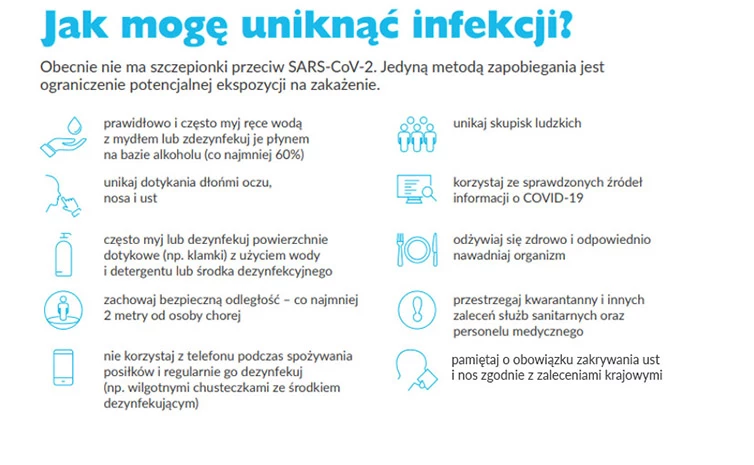 Jak mogę uniknąć infekcji?
Obecnie nie ma szczepionki przeciw SARS-CoV-2. Jedyną metodą zapobiegania jest
ograniczenie potencjalnej ekspozycji na zakażenie.
prawidłowo i często myj ręce wodą
z mydłem lub zdezynfekuj je płynem
na bazie alkoholu (co najmniej 60%)
unikaj dotykania dłońmi oczu,
nosa i ust
często myj lub dezynfekuj powierzchnie
dotykowe (np. klamki) z użyciem wody
i detergentu lub środka dezynfekcyjnego
zachowaj bezpieczną odległość – co najmniej
2 metry od osoby chorej
nie korzystaj z telefonu podczas spożywania
posiłków i regularnie go dezynfekuj
(np. wilgotnymi chusteczkami ze środkiem
dezynfekującym)
unikaj skupisk ludzkich
korzystaj ze sprawdzonych źródeł
informacji o COVID-19
odżywiaj się zdrowo i odpowiednio
nawadniaj organizm
przestrzegaj kwarantanny i innych
zaleceń służb sanitarnych oraz
personelu medycznego
pamiętaj o obowiązku zakrywania ust
i nos zgodnie z zaleceniami krajowymi